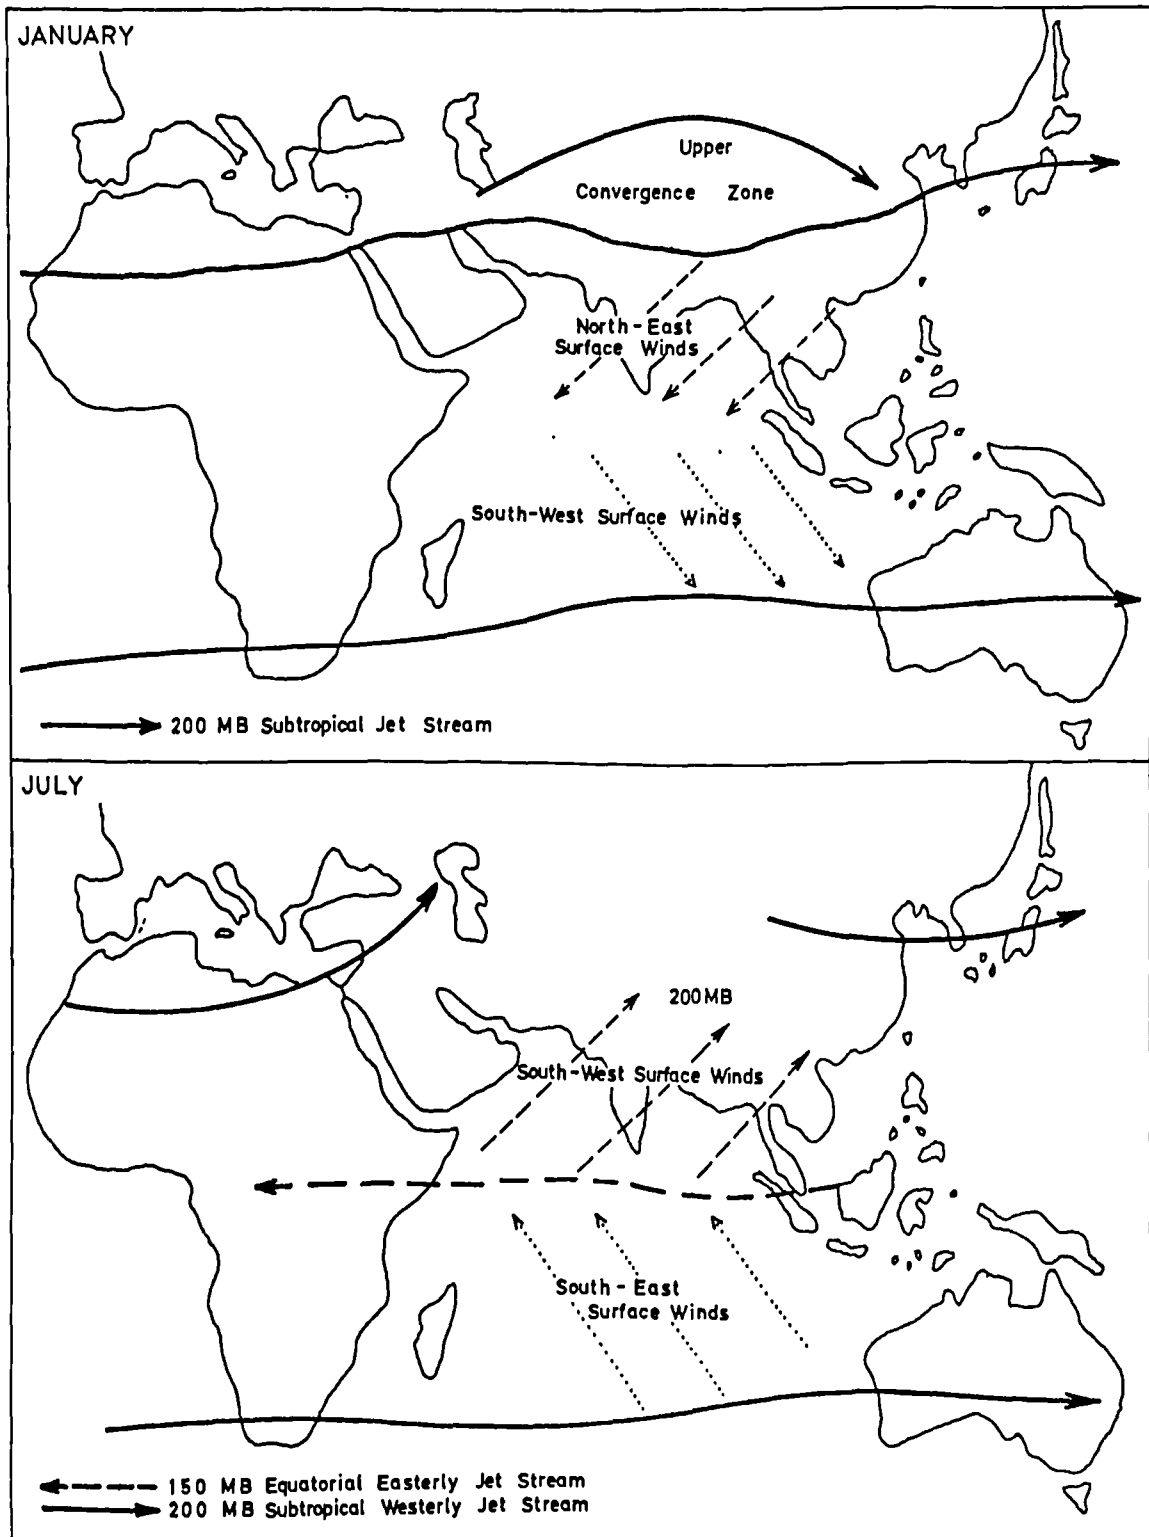 JANUARY
Upper
Convergence Zone
North-East
Surface Winds
South-West Surface Winds
200 MB Subtropical Jet Stream
JULY
200MB
South-West Surface Winds
South-East
Surface Winds
150 MB Equatorial Easterly Jet Stream
200 MB Subtropical Westerly Jet Stream